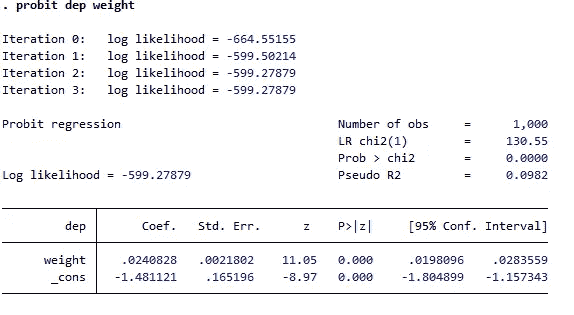 . probit dep weight
Iteration 0:   log likelihood = -664.55155
Iteration 1:   log likelihood = -599.50214
Iteration 2:   log likelihood = -599.27879
Iteration 3:   log likelihood = -599.27879
Probit regression                               Number of obs     =      1,000
                                                LR chi2(1)        =     130.55
                                                Prob > chi2       =     0.0000
Log likelihood = -599.27879                     Pseudo R2         =     0.0982
         dep |      Coef.   Std. Err.      z    P>|z|     [95% Conf. Interval]
      weight |   .0240828   .0021802    11.05   0.000     .0198096    .0283559
       _cons |  -1.481121    .165196    -8.97   0.000    -1.804899   -1.157343